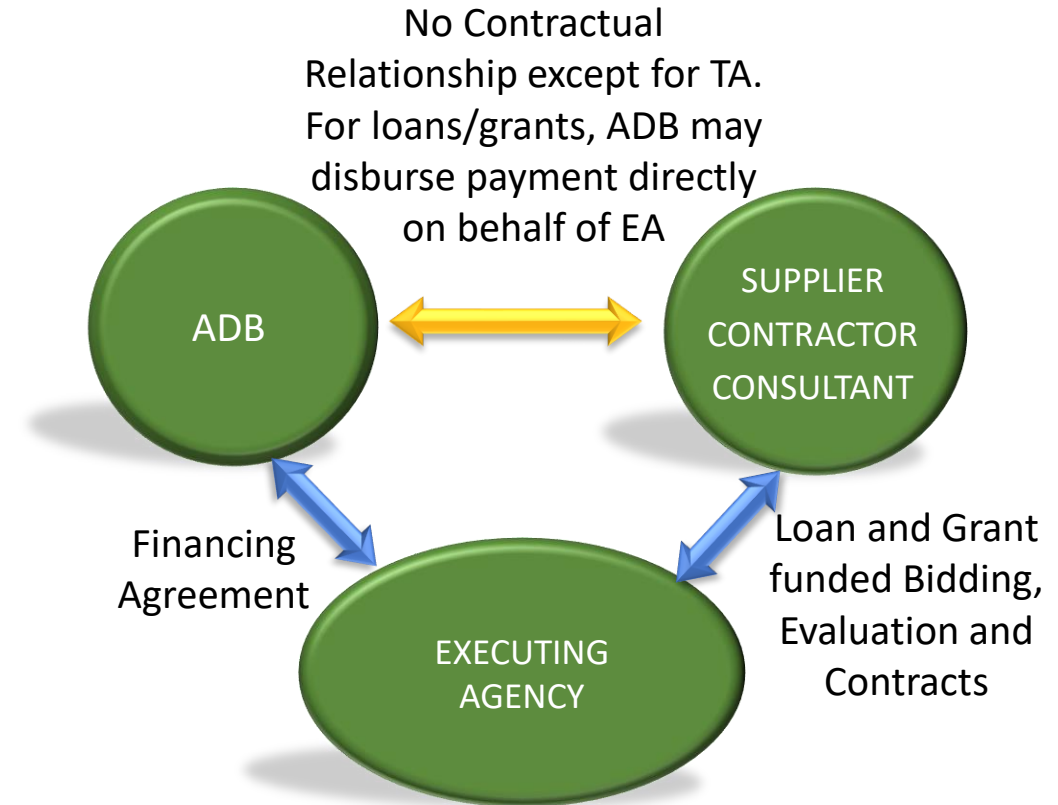 No Contractual
Relationship except for TA.
For loans/grants, ADB may
disburse payment directly
on behalf of EA
ADB
SUPPLIER
CONTRACTOR
CONSULTANT
Financing
Agreement
Loan and Grant
funded Bidding,
Evaluation and
Contracts
EXECUTING
AGENCY